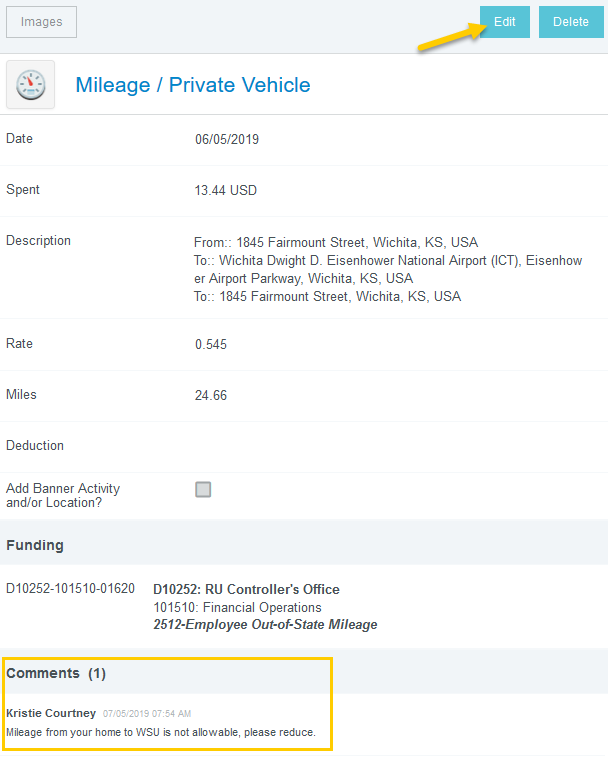 Images
Edit
Delete
Mileage / Private Vehicle
Date
06/05/2019
Spent
13.44 USD
Description
From:: 1845 Fairmount Street, Wichita, KS, USA
To:: Wichita Dwight D. Eisenhower National Airport (ICT), Eisenhow
er Airport Parkway, Wichita, KS, USA
To:: 1845 Fairmount Street, Wichita, KS, USA
Rate
0.545
Miles
24.66
Deduction
Add Banner Activity
and/or Location?
Funding
D10252-101510-01620
D10252: RU Controller's Office
101510: Financial Operations
2512-Employee Out-of-State Mileage
Comments (1)
Kristie Courtney 07/05/2019 07:54 AM
Mileage from your home to WSU is not allowable, please reduce.